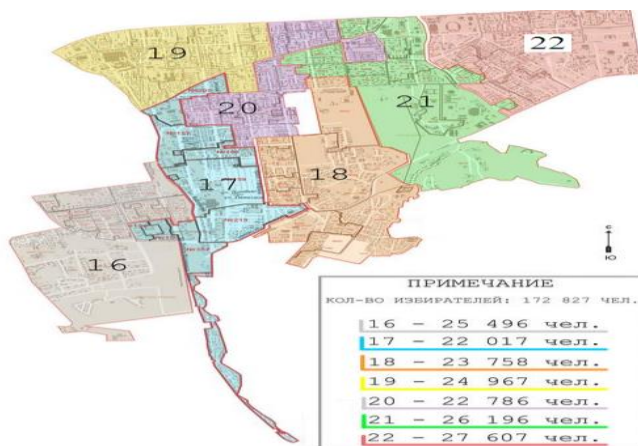 19
22
20
21
17
18
16
с
ю
ПРИМЕЧАНИЕ
КОЛ-ВО ИЗБИРАТЕЛЕЙ: 172 827 ЧЕЛ.
16 - 25 496 чел.
17 - 22 017 чел.
18 - 23 758 чел.
19 - 24 967 чел.
20 - 22 786 чел.
21 - 26 196 чел.
22 - 27 607 чел.